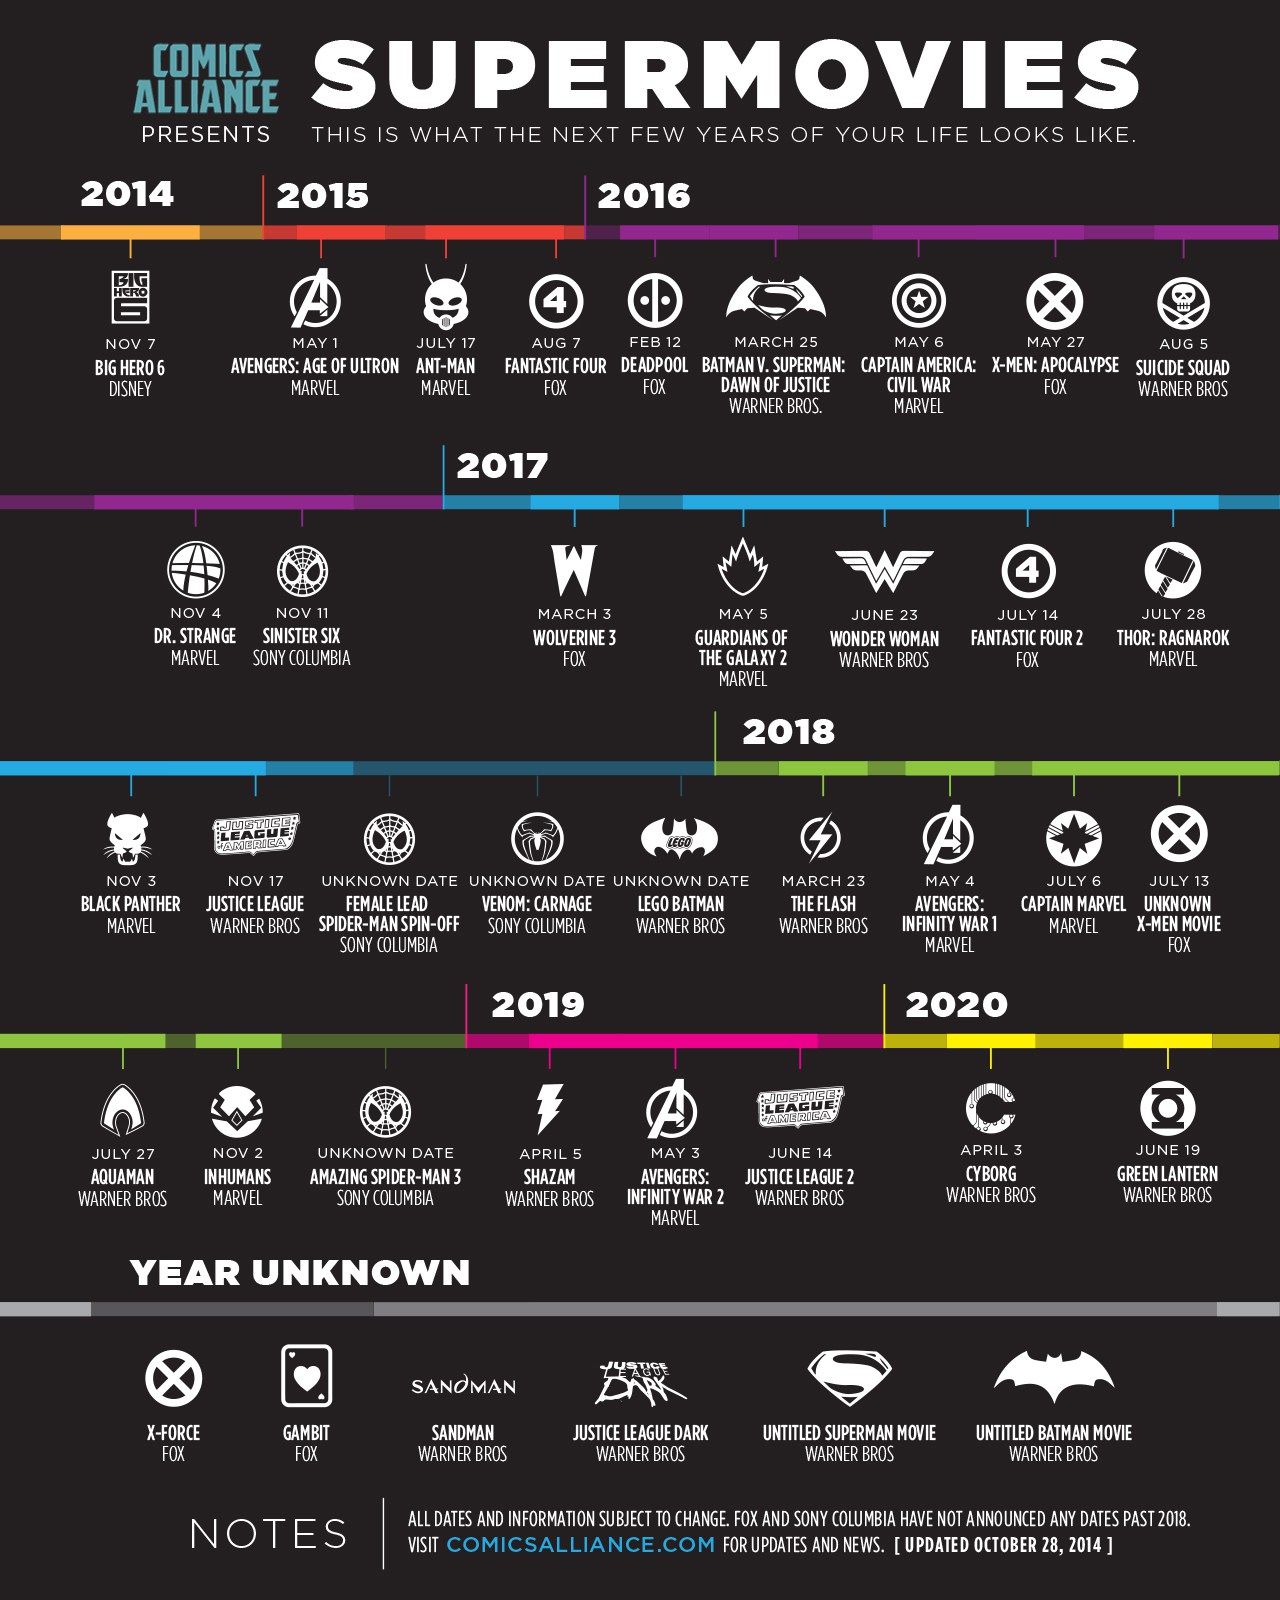 COMICS
ALLIANCE
PRESENTS
SUPERMOVIES
THIS IS WHAT THE NEXT FEW YEARS OF YOUR LIFE LOOKS LIKE.
2014
2015
2016
BIG
HERO
6
NOV 7
BIG HERO 6
DISNEY
A
MAY 1
AVENGERS: AGE OF ULTRON
MARVEL
JULY 17
ANT-MAN
MARVEL
4
AUG 7
FANTASTIC FOUR
FOX
FEB 12
DEADPOOL
FOX
MARCH 25
BATMAN V. SUPERMAN:
DAWN OF JUSTICE
WARNER BROS.
MAY 6
CAPTAIN AMERICA:
CIVIL WAR
MARVEL
MAY 27
X-MEN: APOCALYPSE
FOX
AUG 5
SUICIDE SQUAD
WARNER BROS
2017
NOV 4
DR. STRANGE
MARVEL
NOV 11
SINISTER SIX
SONY COLUMBIA
W
MARCH 3
WOLVERINE 3
FOX
MAY 5
GUARDIANS OF
THE GALAXY 2
MARVEL
JUNE 23
WONDER WOMAN
WARNER BROS
4
JULY 14
FANTASTIC FOUR 2
FOX
JULY 28
THOR: RAGNAROK
MARVEL
2018
NOV 3
BLACK PANTHER
MARVEL
JUSTICE
LEAGUE
AMERICA
NOV 17
JUSTICE LEAGUE
WARNER BROS
UNKNOWN DATE
FEMALE LEAD
SPIDER-MAN SPIN-OFF
SONY COLUMBIA
UNKNOWN DATE
VENOM: CARNAGE
SONY COLUMBIA
LEGO
UNKNOWN DATE
LEGO BATMAN
WARNER BROS
MARCH 23
THE FLASH
WARNER BROS
A
MAY 4
AVENGERS:
INFINITY WAR 1
MARVEL
JULY 6
CAPTAIN MARVEL
MARVEL
JULY 13
UNKNOWN
X-MEN MOVIE
FOX
2019
2020
JULY 27
AQUAMAN
WARNER BROS
NOV 2
INHUMANS
MARVEL
UNKNOWN DATE
AMAZING SPIDER-MAN 3
SONY COLUMBIA
APRIL 5
SHAZAM
WARNER BROS
A
MAY 3
AVENGERS:
INFINITY WAR 2
MARVEL
JUSTICE
LEAGUE
AMERICA
JUNE 14
JUSTICE LEAGUE 2
WARNER BROS
APRIL 3
CYBORG
WARNER BROS
JUNE 19
GREEN LANTERN
WARNER BROS
YEAR UNKNOWN
X-FORCE
FOX
GAMBIT
FOX
SANDMAN
SANDMAN
WARNER BROS
JUSTICE
LEAGUE
DARK
JUSTICE LEAGUE DARK
WARNER BROS
UNTITLED SUPERMAN MOVIE
WARNER BROS
UNTITLED BATMAN MOVIE
WARNER BROS
NOTES
ALL DATES AND INFORMATION SUBJECT TO CHANGE. FOX AND SONY COLUMBIA HAVE NOT ANNOUNCED ANY DATES PAST 2018.
VISIT COMICSALLIANCE.COM FOR UPDATES AND NEWS. [ UPDATED OCTOBER 28, 2014 ]